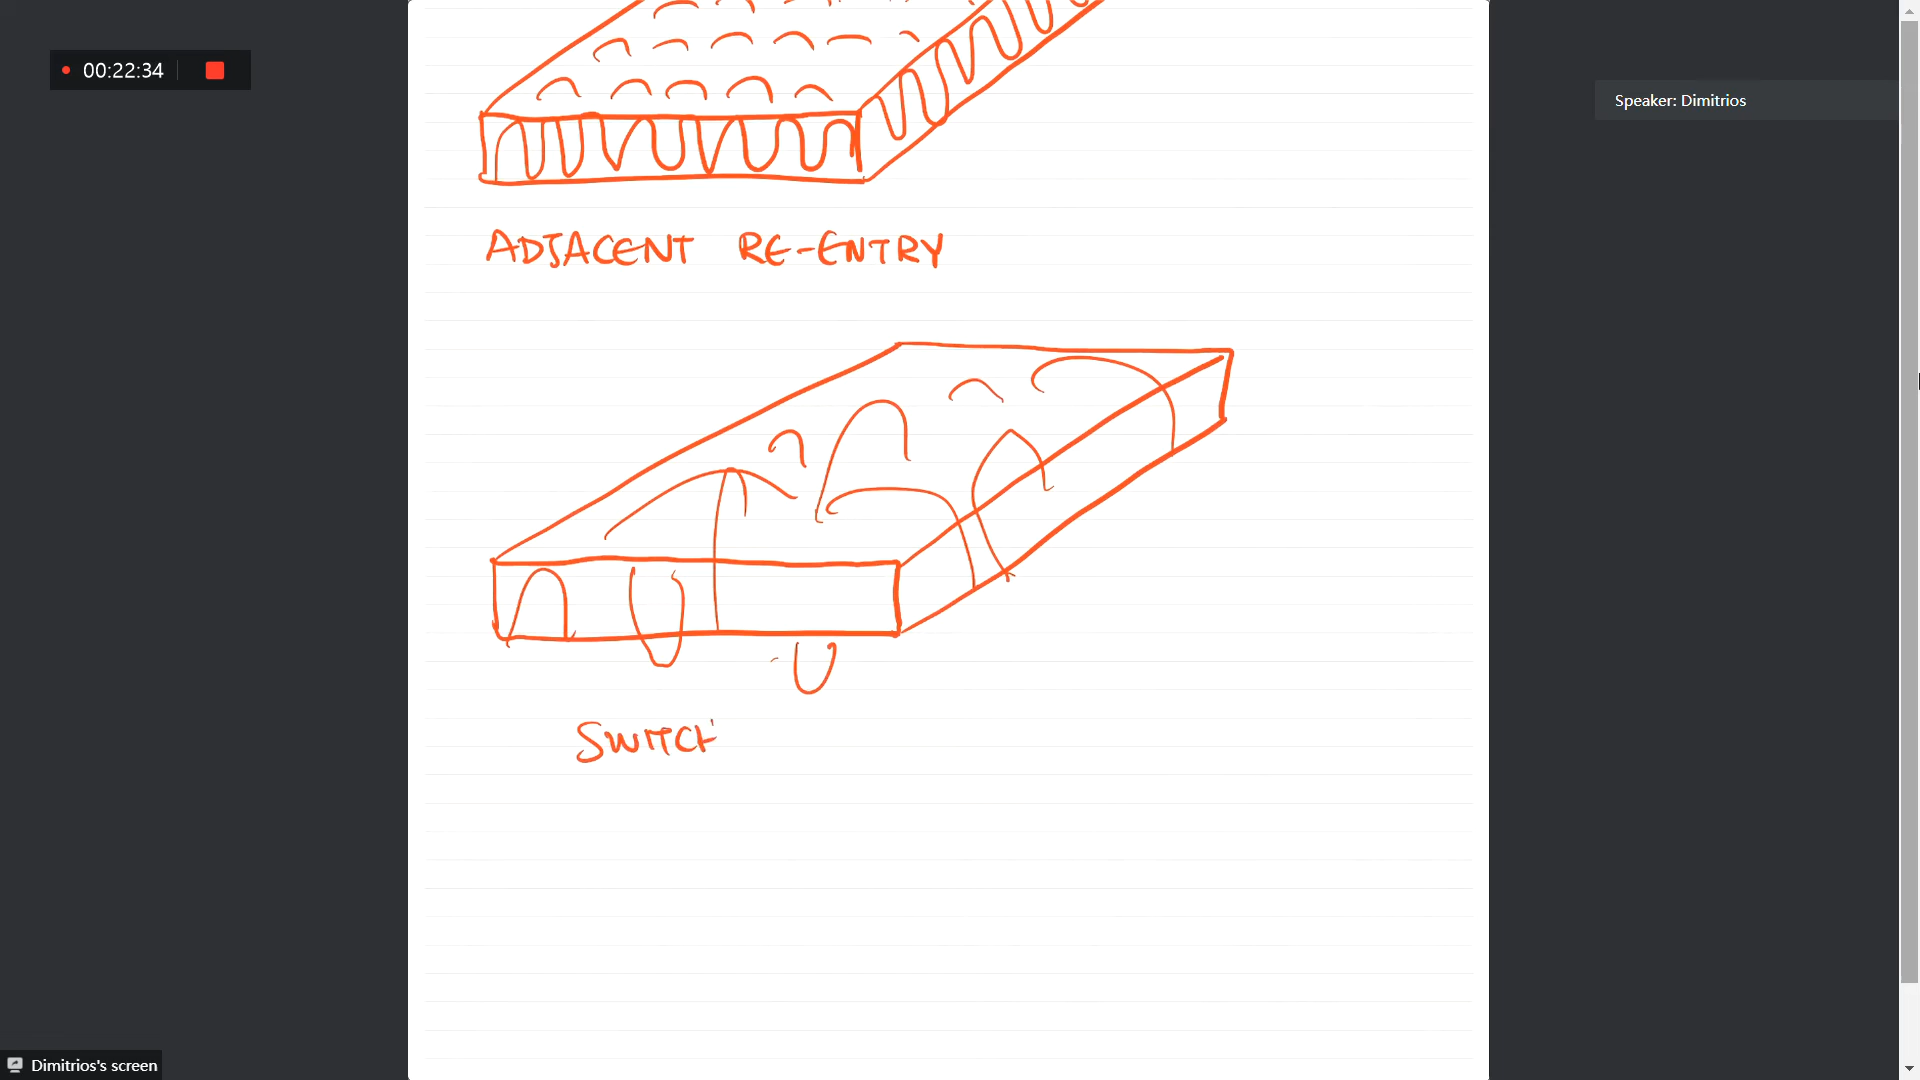 00:22:34
Speaker: Dimitrios
ADJACENT RE-ENTRY
SWITCH
Dimitrios's screen